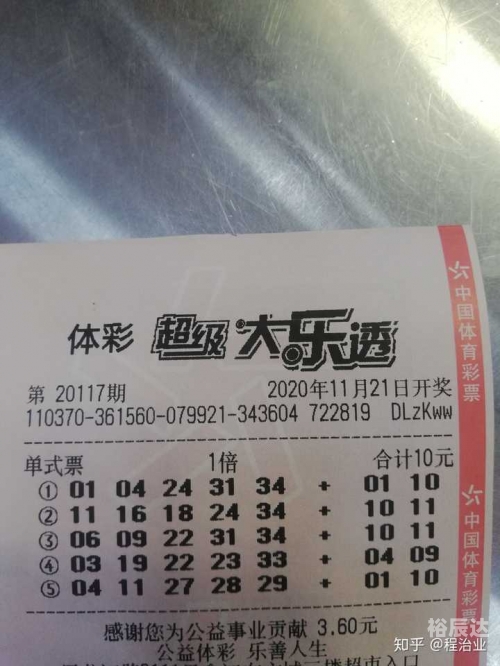 体彩 超级大乐透
第 20117期 2020年11月21日开奖
110370-361560-079921-343604 722819 DLzKww
单式票 1倍 合计10元
① 01 04 24 31 34 + 01 10
② 11 16 18 24 34 + 10 11
③ 06 09 22 31 34 + 10 11
④ 03 19 22 23 33 + 04 09
⑤ 04 11 27 28 29 + 01 10
感谢您为公益事业贡献 3.60元
公益体彩 乐善人生
中国体育彩票
中国体育彩票
裕辰达
知乎 @程治业